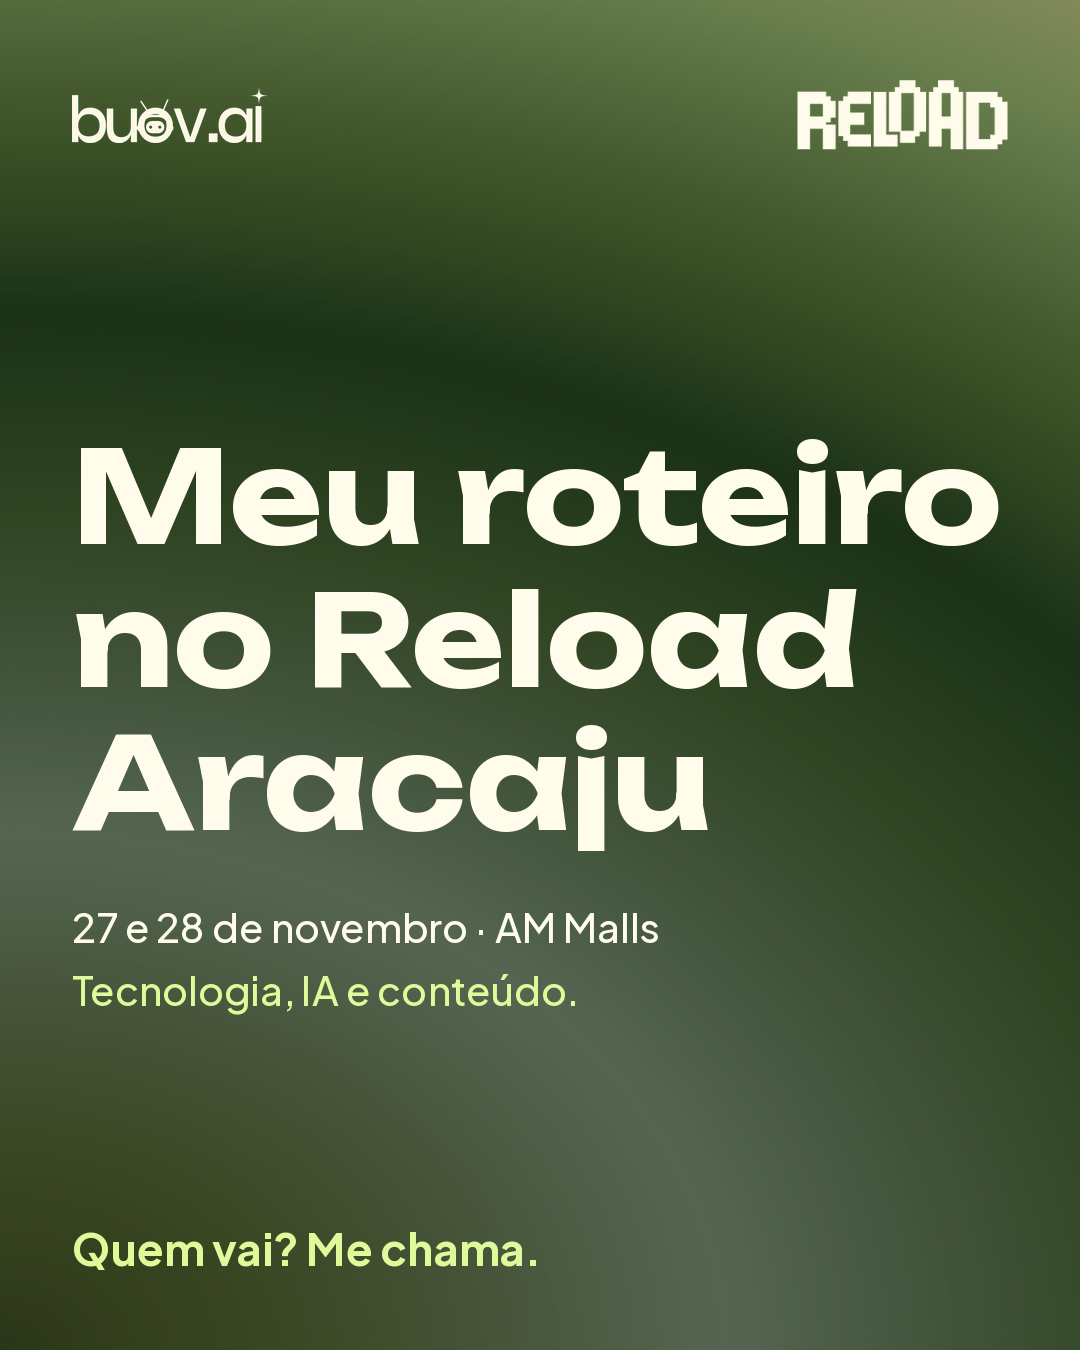 buov.ai
RELOAD
Meu roteiro
no Reload
Aracaju
27 e 28 de novembro · AM Malls
Tecnologia, IA e conteúdo.
Quem vai? Me chama.